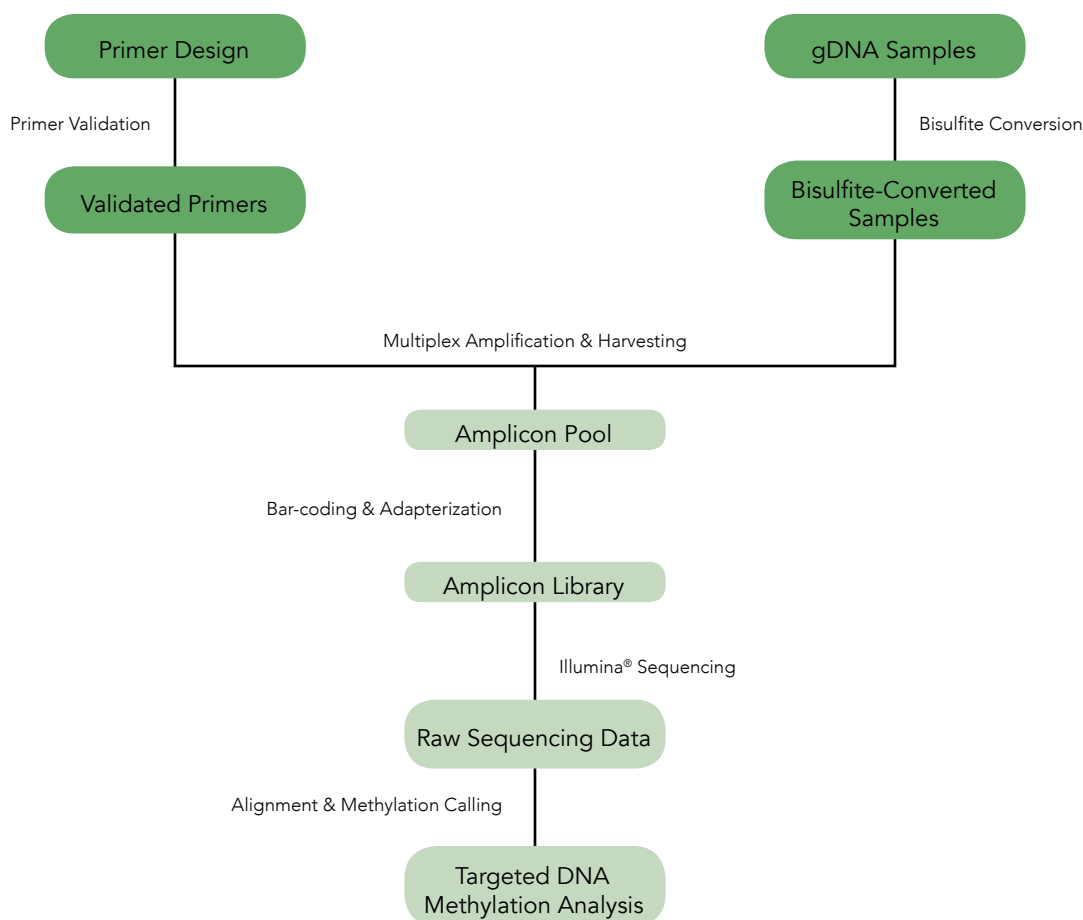 Primer Design
gDNA Samples
Primer Validation
Bisulfite Conversion
Validated Primers
Bisulfite-Converted
Samples
Multiplex Amplification & Harvesting
Amplicon Pool
Bar-coding & Adapterization
Amplicon Library
Illumina® Sequencing
Raw Sequencing Data
Alignment & Methylation Calling
Targeted DNA
Methylation Analysis